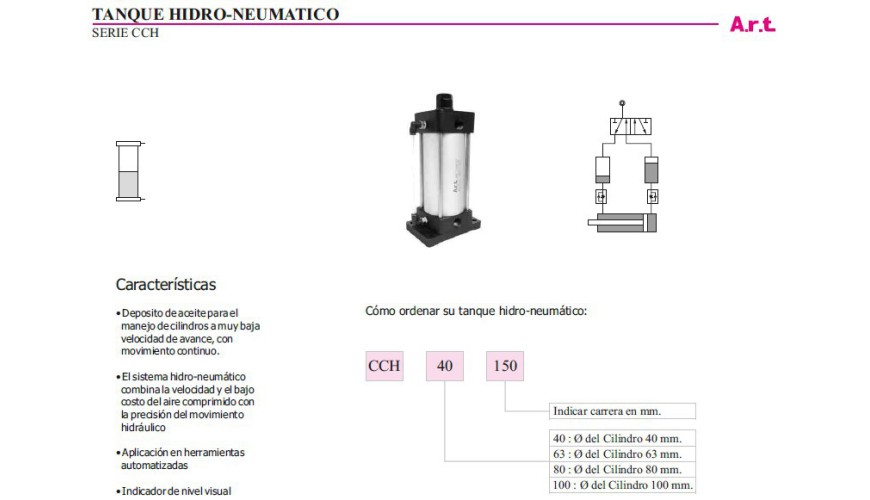 TANQUE HIDRO-NEUMATICO
SERIE CCH
A.r.t.
Características
• Deposito de aceite para el
manejo de cilindros a muy baja
velocidad de avance, con
movimiento continuo.
• El sistema hidro-neumático
combina la velocidad y el bajo
costo del aire comprimido con
la precisión del movimiento
hidráulico
• Aplicación en herramientas
automatizadas
• Indicador de nivel visual
Cómo ordenar su tanque hidro-neumático:
CCH 40 150
Indicar carrera en mm.
40 : Ø del Cilindro 40 mm.
63 : Ø del Cilindro 63 mm.
80 : Ø del Cilindro 80 mm.
100 : Ø del Cilindro 100 mm.